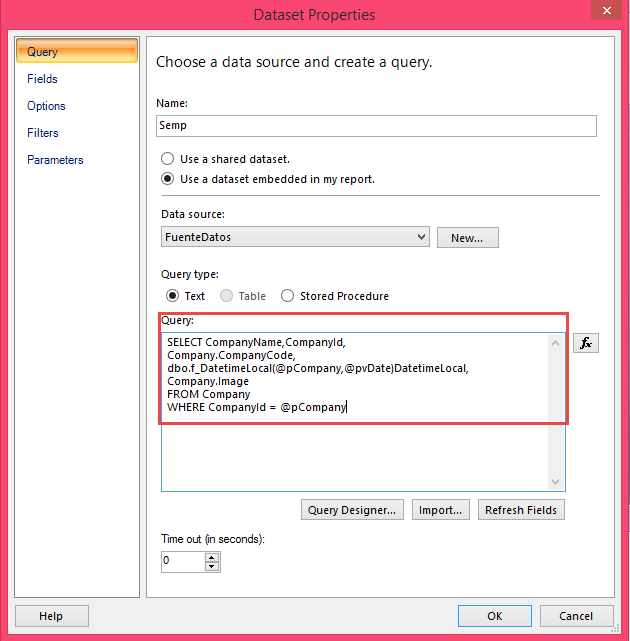 Dataset Properties
Query
Fields
Options
Filters
Parameters
Choose a data source and create a query.
Name:
Semp
Use a shared dataset.
Use a dataset embedded in my report.
Data source:
FuenteDatos
New...
Query type:
Text
Table
Stored Procedure
Query:
SELECT CompanyName,CompanyId,
Company.CompanyCode,
dbo.f_DatetimeLocal(@pCompany,@pvDate)DatetimeLocal,
Company.Image
FROM Company
WHERE CompanyId = @pCompany
fx
Query Designer...
Import...
Refresh Fields
Time out (in seconds):
0
Help
OK
Cancel